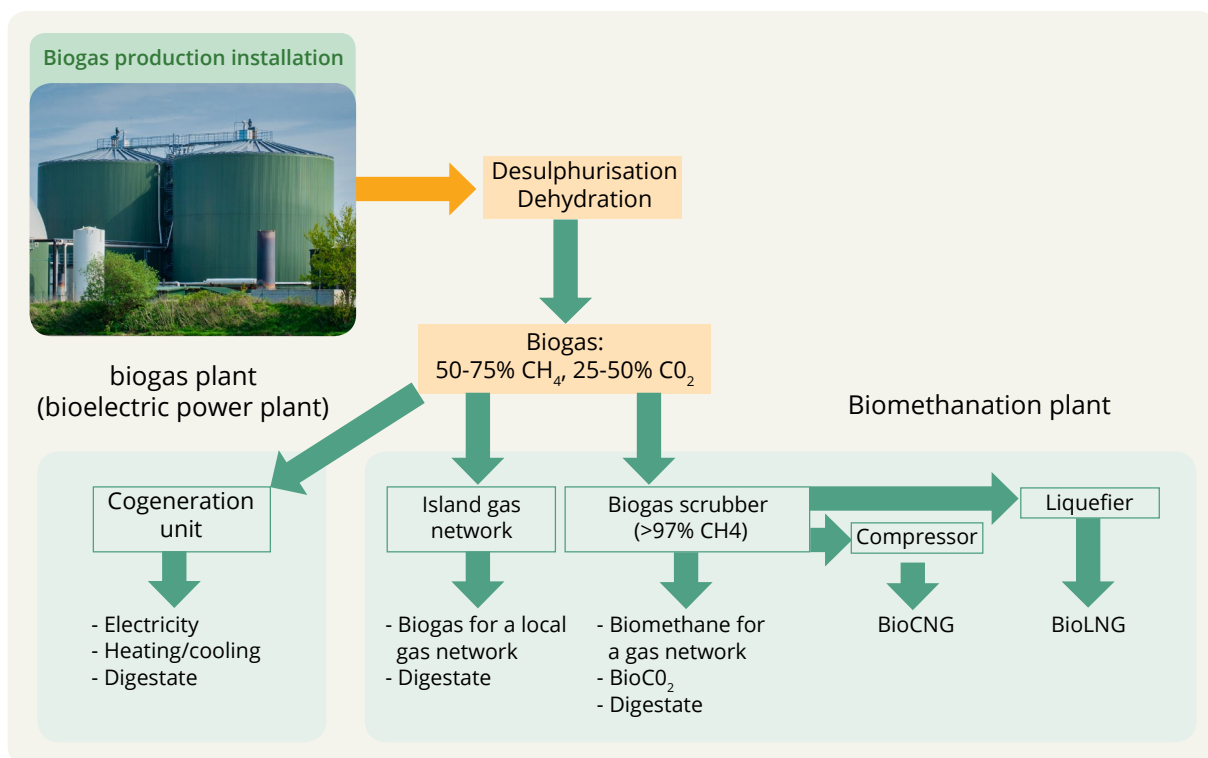 Biogas production installation
Desulphurisation
Dehydration
Biogas:
50-75% CH₄, 25-50% C0₂
biogas plant
(bioelectric power plant)
Biomethanation plant
Cogeneration
unit
Island gas
network
Biogas scrubber
(>97% CH4)
Compressor
Liquefier
- Electricity
- Heating/cooling
- Digestate
- Biogas for a local
gas network
- Digestate
- Biomethane for
a gas network
- BioC0₂
- Digestate
BioCNG
BioLNG